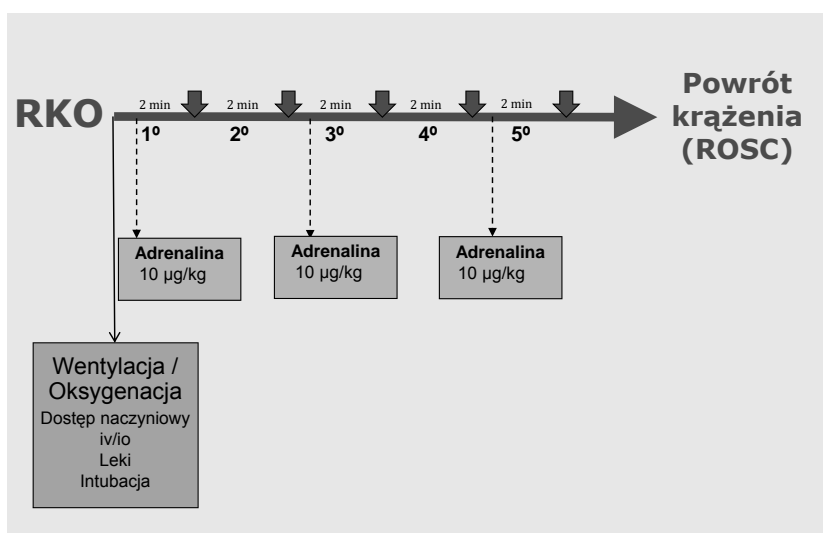 RKO
2 min
2 min
2 min
2 min
2 min
1º
2º
3º
4º
5º
Powrót
krążenia
(ROSC)
Adrenalina
10 µg/kg
Adrenalina
10 µg/kg
Adrenalina
10 µg/kg
Wentylacja /
Oksygenacja
Dostęp naczyniowy
iv/io
Leki
Intubacja